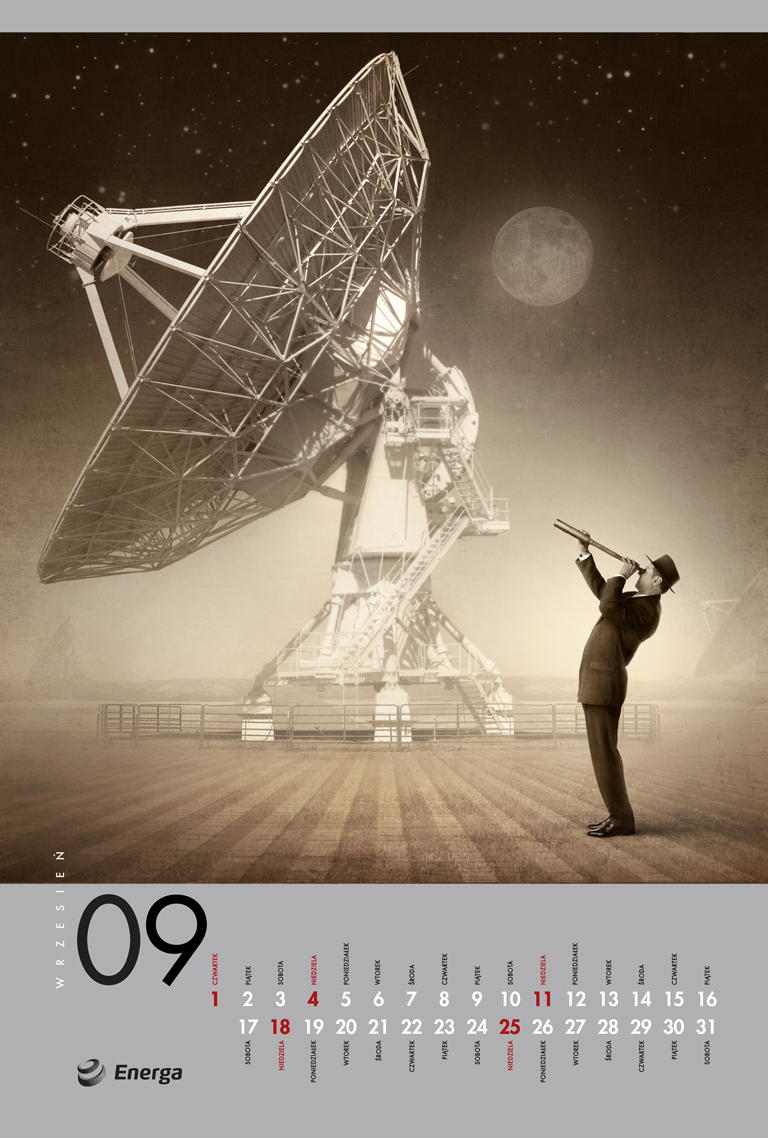 WRZESIEŃ
09
CZWARTEK PIĄTEK SOBOTA NIEDZIELA PONIEDZIAŁEK WTOREK ŚRODA CZWARTEK PIĄTEK SOBOTA NIEDZIELA PONIEDZIAŁEK WTOREK ŚRODA CZWARTEK PIĄTEK
1 2 3 4 5 6 7 8 9 10 11 12 13 14 15 16
17 18 19 20 21 22 23 24 25 26 27 28 29 30 31
SOBOTA NIEDZIELA PONIEDZIAŁEK WTOREK ŚRODA CZWARTEK PIĄTEK SOBOTA NIEDZIELA PONIEDZIAŁEK WTOREK ŚRODA CZWARTEK PIĄTEK SOBOTA
Energa